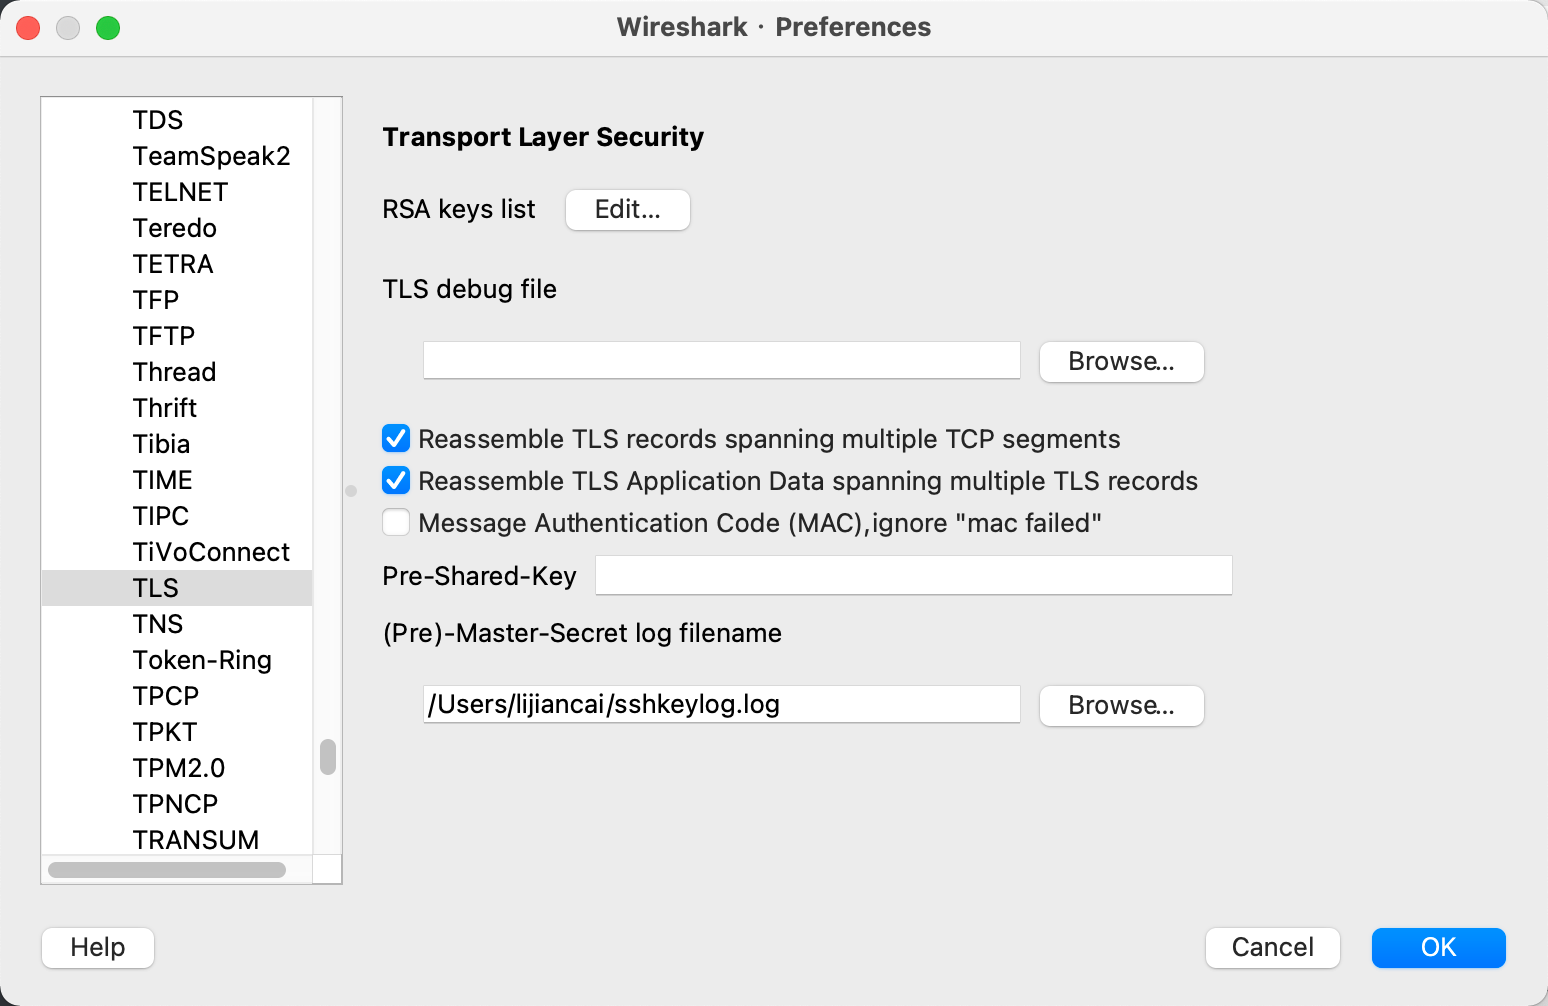 Wireshark · Preferences
TDS
TeamSpeak2
TELNET
Teredo
TETRA
TFP
TFTP
Thread
Thrift
Tibia
TIME
TIPC
TiVoConnect
TLS
TNS
Token-Ring
TPCP
TPKT
TPM2.0
TPNCP
TRANSUM
Transport Layer Security
RSA keys list Edit...
TLS debug file
Browse...
Reassemble TLS records spanning multiple TCP segments
Reassemble TLS Application Data spanning multiple TLS records
Message Authentication Code (MAC),ignore "mac failed"
Pre-Shared-Key
(Pre)-Master-Secret log filename
/Users/lijiancai/sshkeylog.log Browse...
Help Cancel OK